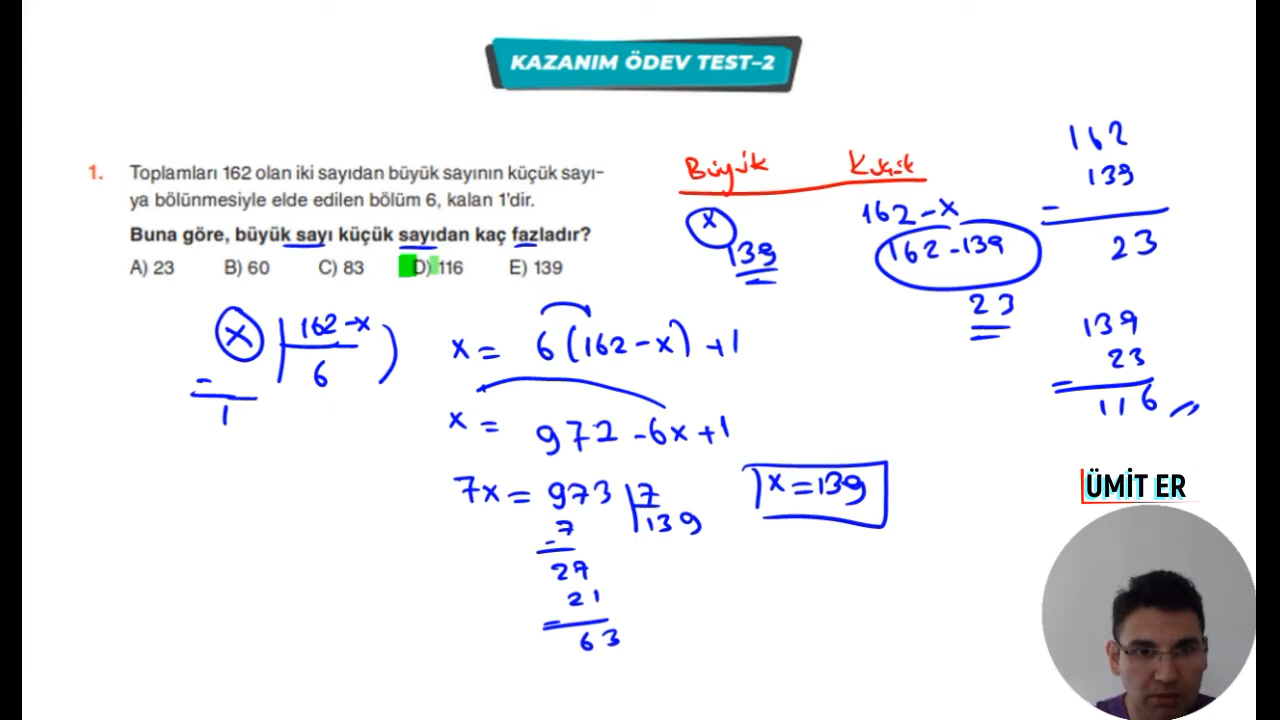 KAZANIM ÖDEV TEST–2
1. Toplamları 162 olan iki sayıdan büyük sayının küçük sayı-
ya bölünmesiyle elde edilen bölüm 6, kalan 1'dir.
Buna göre, büyük sayı küçük sayıdan kaç fazladır?
A) 23 B) 60 C) 83 D) 116 E) 139
Büyük Küçük
x 162-x
139 162-139
23
162
139
-
23
139
23
-
116
x 162-x
6
-
1
x = 6(162-x)+1
x = 972-6x+1
7x = 973 7
139
-7
27
21
-
63
x=139
ÜMİT ER